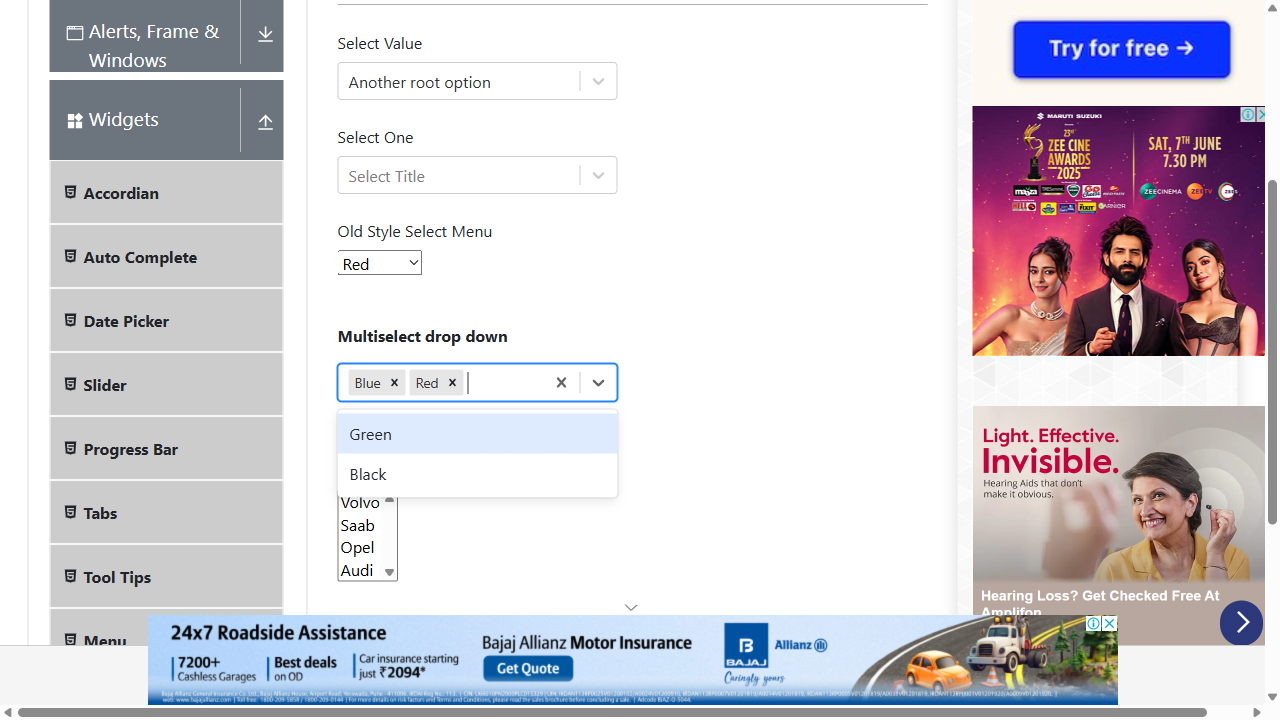 Alerts, Frame &
Windows
Widgets
Accordian
Auto Complete
Date Picker
Slider
Progress Bar
Tabs
Tool Tips
Menu
Select Value
Another root option
Select One
Select Title
Old Style Select Menu
Red
Multiselect drop down
Blue
Red
Green
Black
Volvo
Saab
Opel
Audi
Try for free →
MARUTI SUZUKI
23rd
ZEE CINE
AWARDS
2025
SAT, 7TH JUNE
7.30 PM
ZEECINEMA
ZEETV
Light. Effective.
Invisible.
Hearing Aids that don't
make it obvious.
Hearing Loss? Get Checked Free At
Amplifon
24x7 Roadside Assistance
7200+
Cashless Garages
Best deals
on OD
Car insurance starting
just ₹2094*
Bajaj Allianz Motor Insurance
Get Quote
BAJAJ
Allianz
Caringly yours